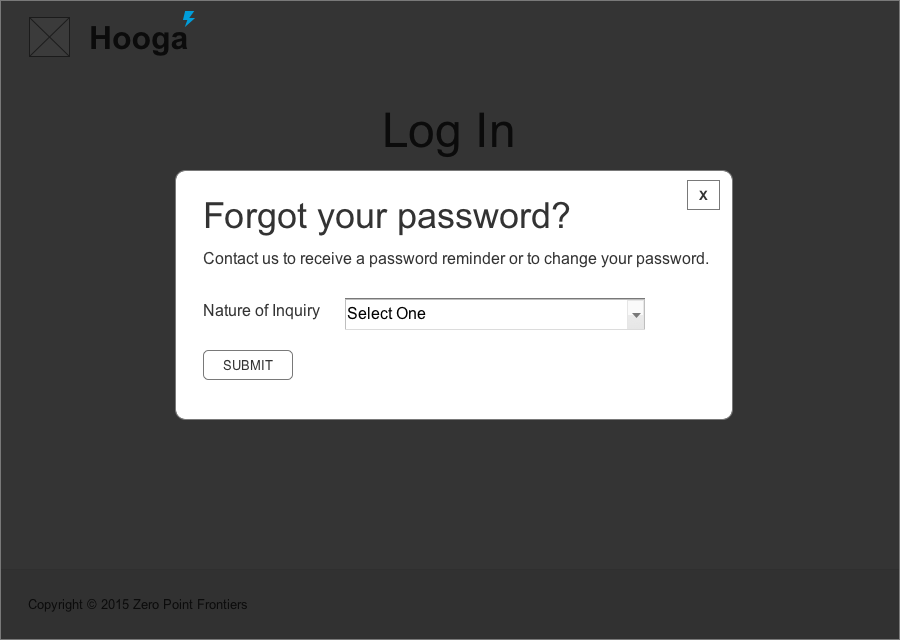 Hooga
Log In
X
Forgot your password?
Contact us to receive a password reminder or to change your password.
Nature of Inquiry
Select One
SUBMIT
Copyright © 2015 Zero Point Frontiers